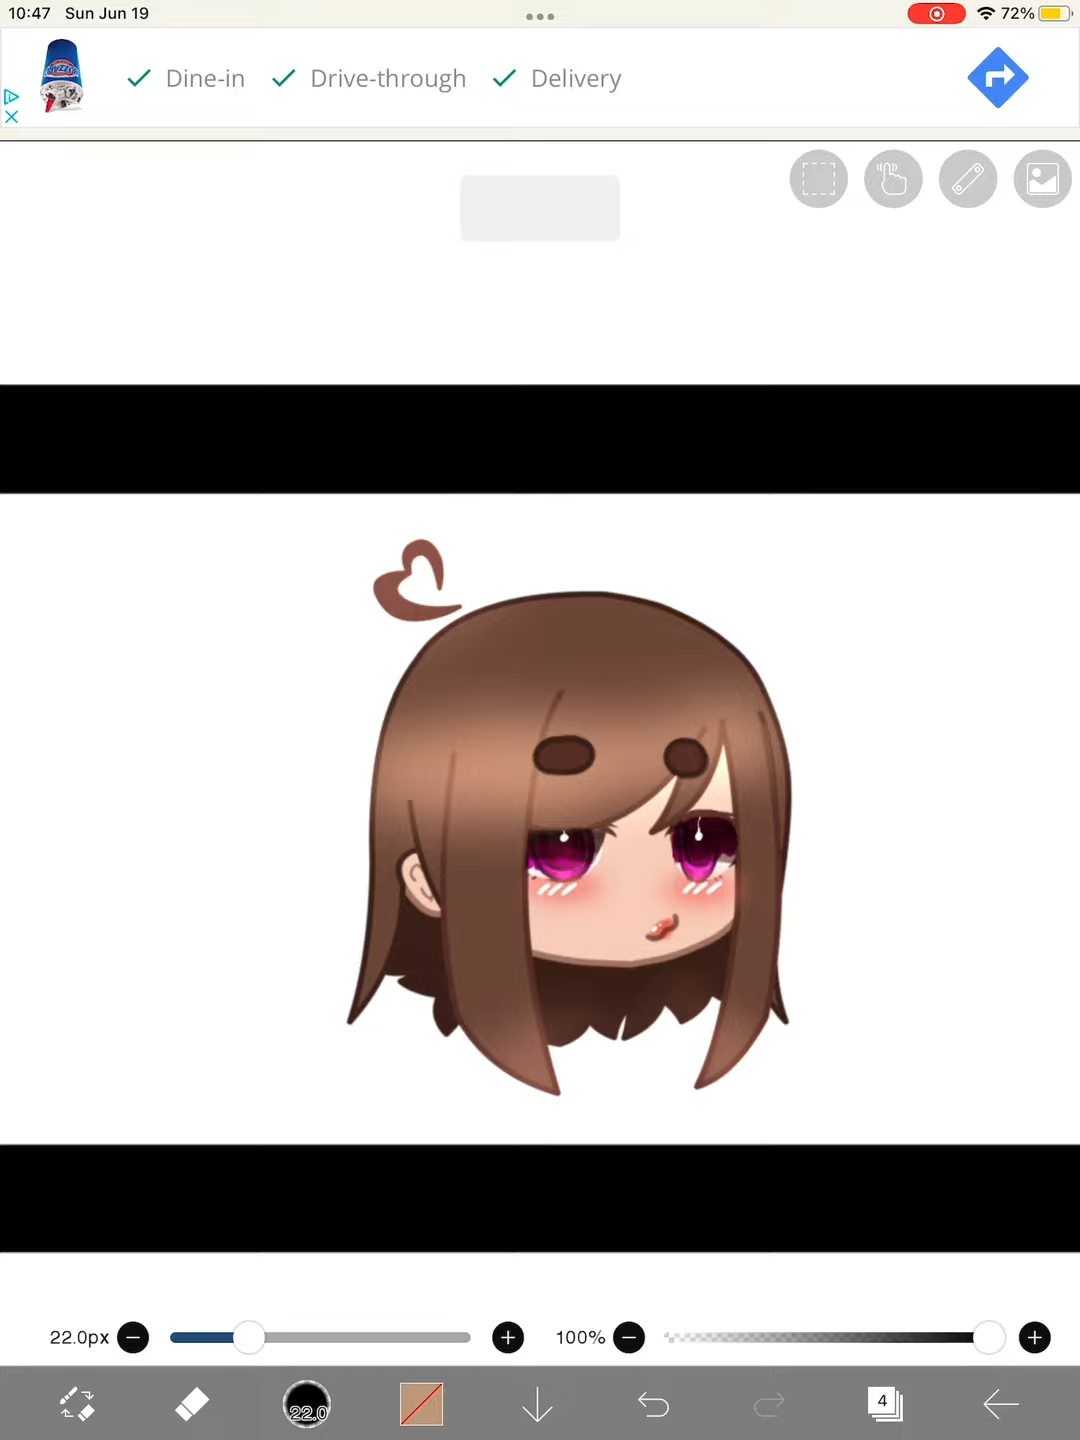 10:47 Sun Jun 19
72%
Dine-in Drive-through Delivery
22.0px
100%
22.0
4